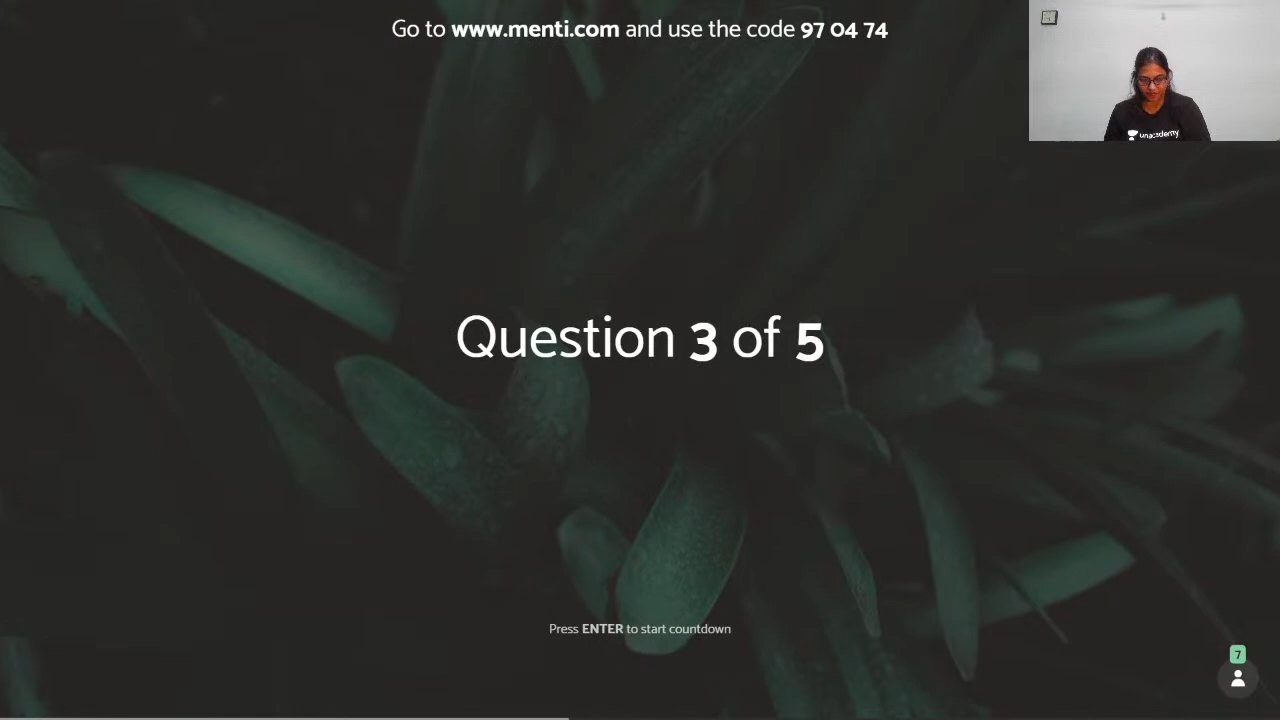 Go to www.menti.com and use the code 97 04 74
unacademy
Question 3 of 5
Press ENTER to start countdown
7